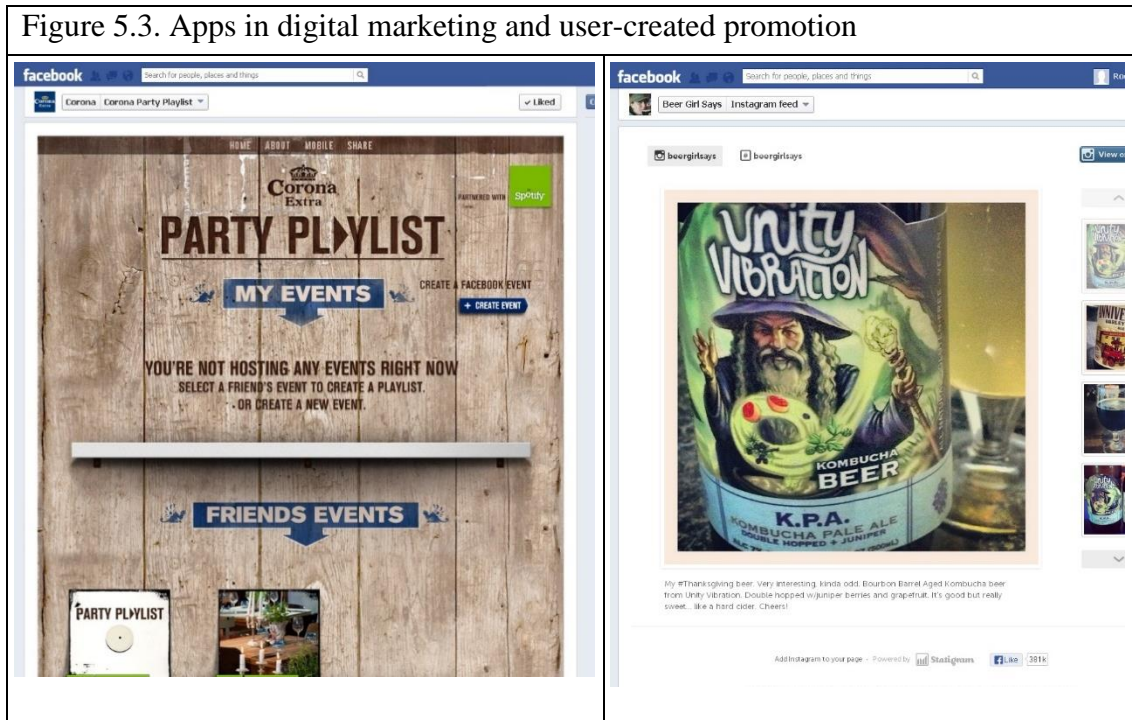 Figure 5.3. Apps in digital marketing and user-created promotion
facebook
Search for people, places and things
Corona
Corona Party Playlist
Liked
HOME ABOUT MOBILE SHARE
Corona
Extra
PARTNERED WITH
Spotify
PARTY PLAYLIST
MY EVENTS
CREATE A FACEBOOK EVENT
+ CREATE EVENT
YOU'RE NOT HOSTING ANY EVENTS RIGHT NOW
SELECT A FRIEND'S EVENT TO CREATE A PLAYLIST.
- OR CREATE A NEW EVENT.
FRIENDS EVENTS
PARTY PLAYLIST
facebook
Search for people, places and things
Beer Girl Says
Instagram feed
beergirlsays
# beergirlsays
View
Unity
VIBRATION
KOMBUCHA
BEER
K.P.A.
KOMBUCHA PALE ALE
DOUBLE HOPPED + JUNIPER
My #Thanksgiving beer. Very interesting, kinda odd. Bourbon Barrel Aged Kombucha beer
from Unity Vibration. Double hopped w/juniper berries and grapefruit. It's good but really
sweet... like a hard cider. Cheers!
Add Instagram to your page - Powered by Statigram
Like 381k